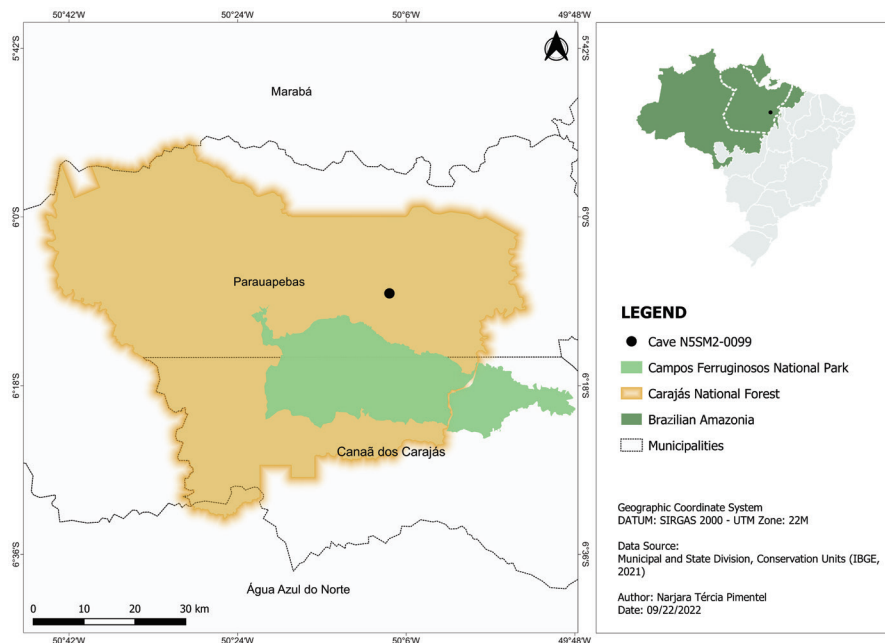 50°42'W
50°24'W
50°6'W
49°48'W
5°42'S
5°42'S
Marabá
6°0'S
6°0'S
Parauapebas
6°18'S
6°18'S
Canaã dos Carajás
6°36'S
6°36'S
Água Azul do Norte
0 10 20 30 km
50°42'W
50°24'W
50°6'W
49°48'W
LEGEND
Cave N5SM2-0099
Campos Ferruginosos National Park
Carajás National Forest
Brazilian Amazonia
Municipalities
Geographic Coordinate System
DATUM: SIRGAS 2000 - UTM Zone: 22M
Data Source:
Municipal and State Division, Conservation Units (IBGE,
2021)
Author: Narjara Tércia Pimentel
Date: 09/22/2022